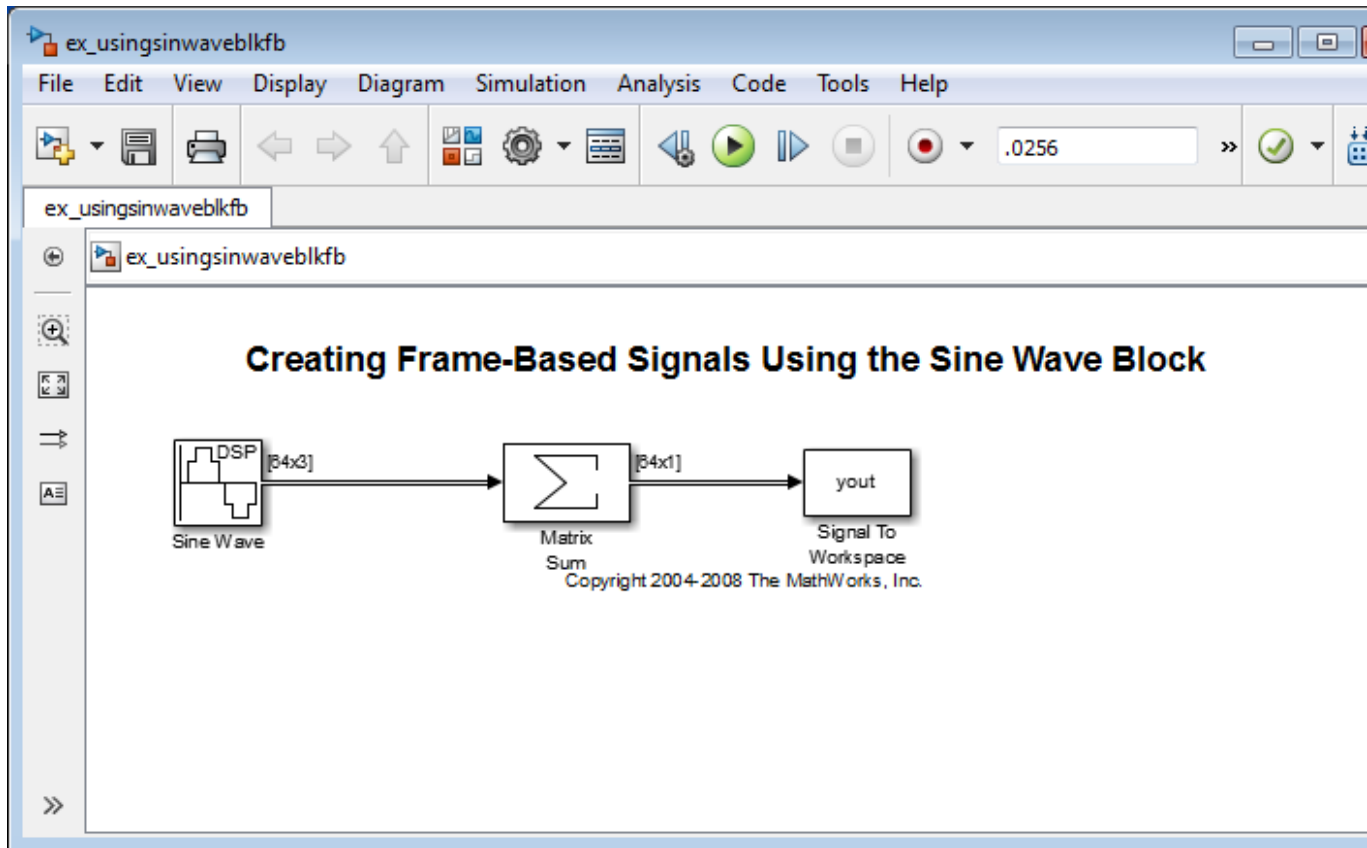 ex_usingsinwaveblkfb
File Edit View Display Diagram Simulation Analysis Code Tools Help
.0256
ex_usingsinwaveblkfb
ex_usingsinwaveblkfb
Creating Frame-Based Signals Using the Sine Wave Block
DSP [64x3] [64x1]
yout
Sine Wave
Matrix
Sum
Signal To
Workspace
Copyright 2004-2008 The MathWorks, Inc.